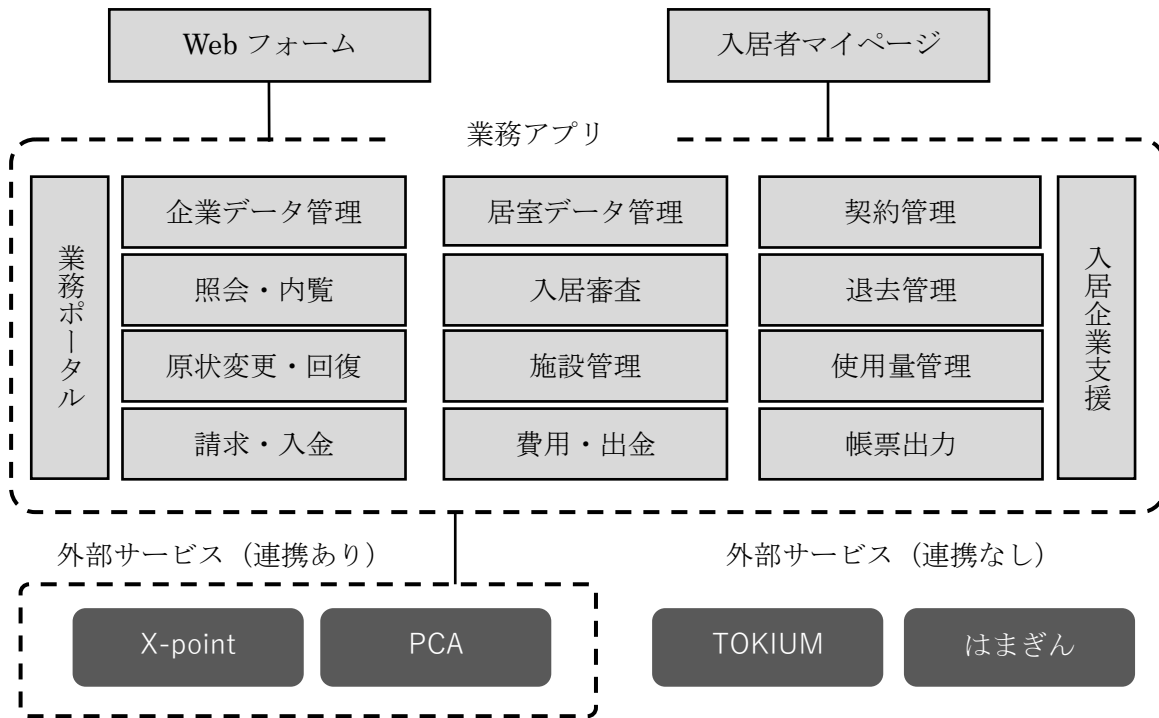 Web フォーム
入居者マイページ
業務アプリ
業務ポータル
企業データ管理
居室データ管理
契約管理
入居企業支援
照会・内覧
入居審査
退去管理
原状変更・回復
施設管理
使用量管理
請求・入金
費用・出金
帳票出力
外部サービス（連携あり）
外部サービス（連携なし）
X-point
PCA
TOKIUM
はまぎん